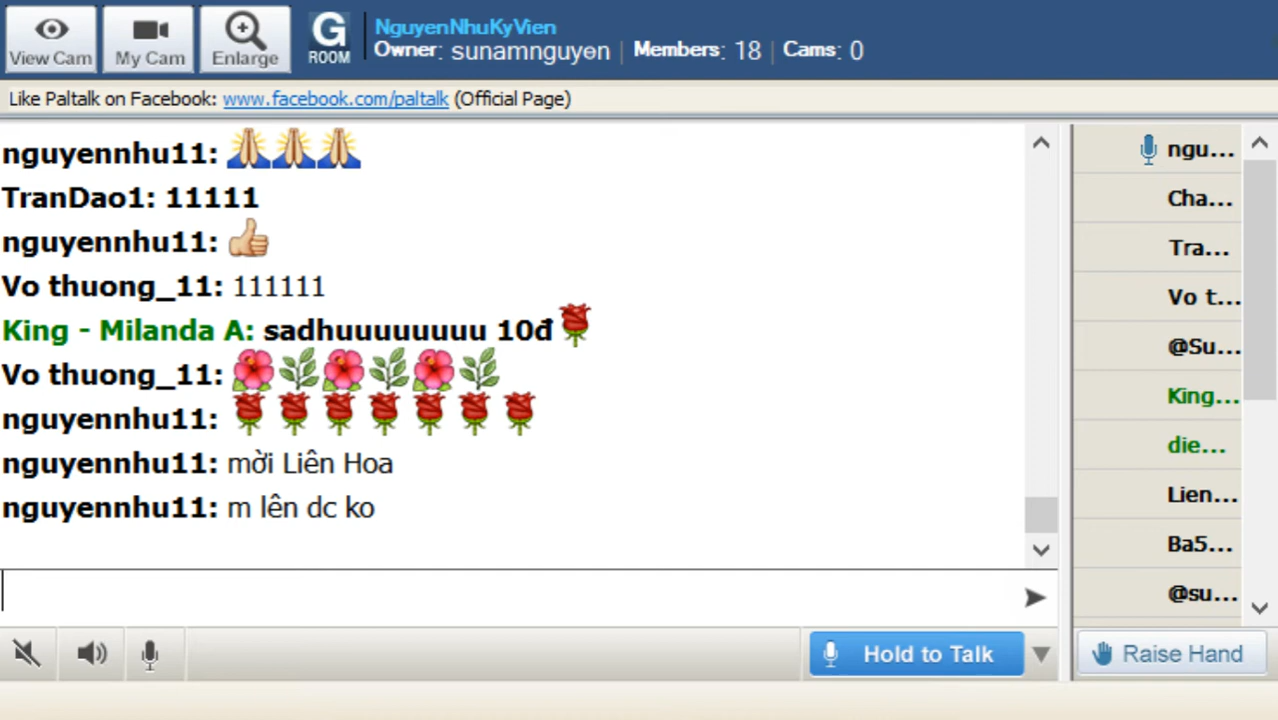 View Cam
My Cam
Enlarge
G
ROOM
NguyenNhuKyVien
Owner: sunamnguyen | Members: 18 | Cams: 0
Like Paltalk on Facebook: www.facebook.com/paltalk (Official Page)
nguyennhu11: 🙏🙏🙏
TranDao1: 11111
nguyennhu11: 👍
Vo thuong_11: 111111
King - Milanda A: sadhuuuuuuuu 10đ🌹
Vo thuong_11: 🌺🌿🌺🌿🌺🌿
nguyennhu11: 🌹🌹🌹🌹🌹🌹🌹
nguyennhu11: mời Liên Hoa
nguyennhu11: m lên dc ko
ngu...
Cha...
Tra...
Vo t...
@Su...
King...
die...
Lien...
Ba5...
@su...
Hold to Talk
Raise Hand